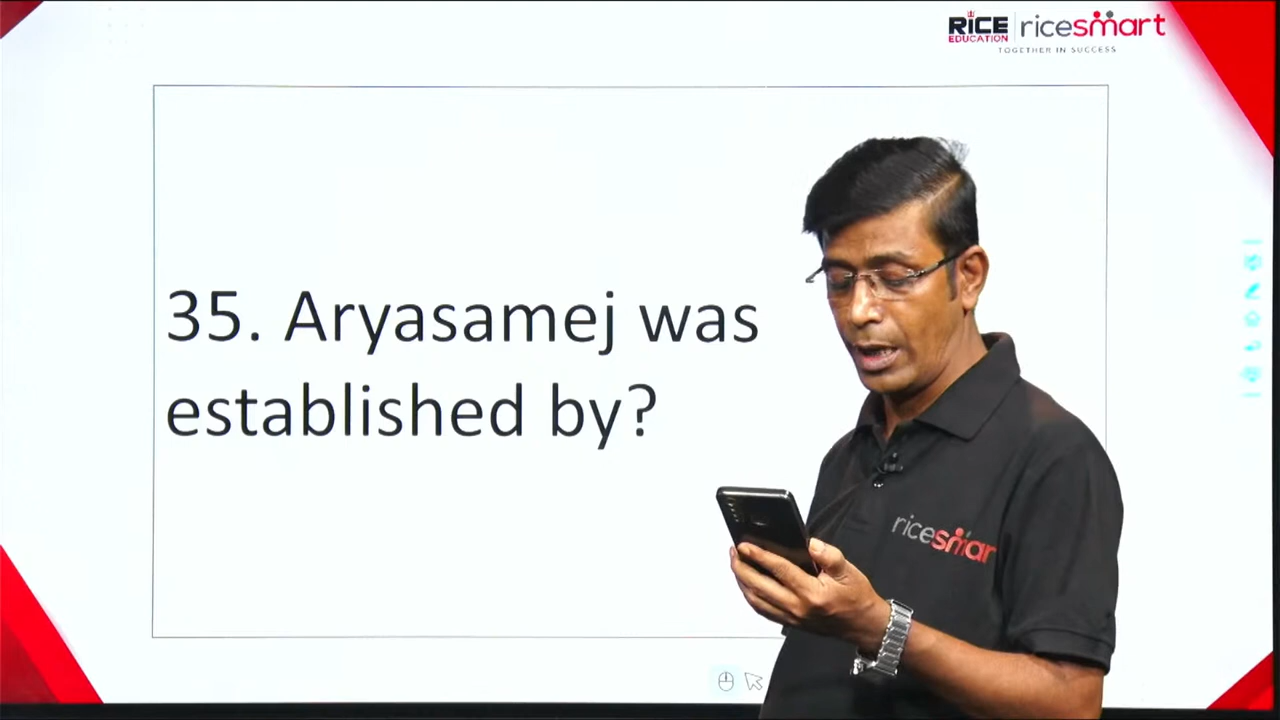 RICE
EDUCATION
ricesmart
TOGETHER IN SUCCESS
35. Aryasamej was
established by?
ricesmar